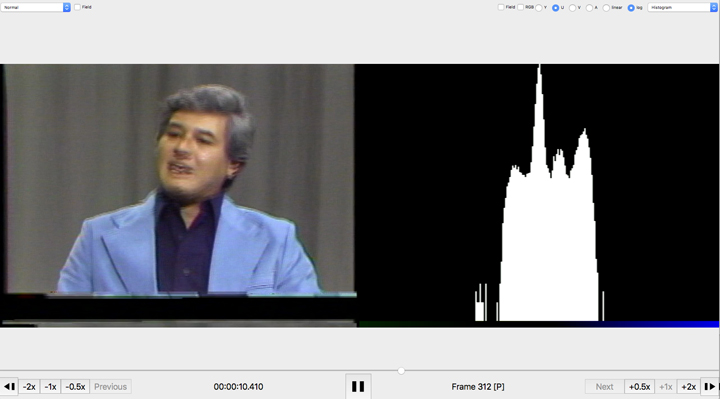 Normal Field Field RGB Y U V A linear log Histogram
-2x -1x -0.5x Previous 00:00:10.410 Frame 312 [P] Next +0.5x +1x +2x